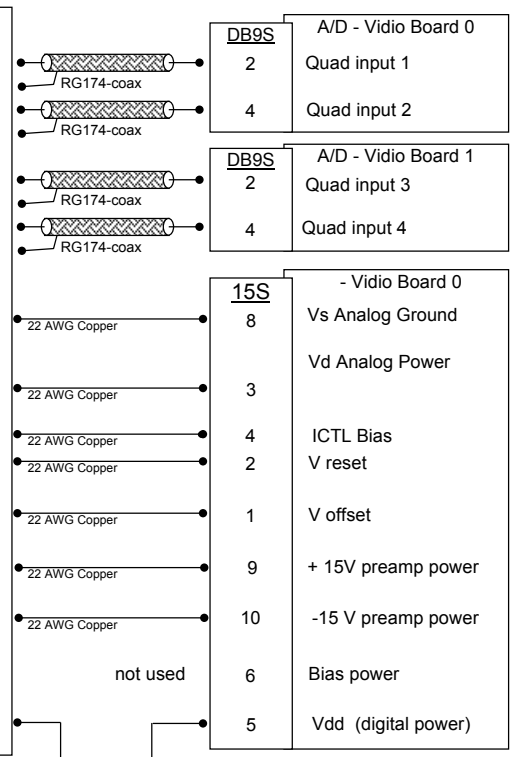 DB9S A/D - Vidio Board 0
2 Quad input 1
RG174-coax
4 Quad input 2
RG174-coax
DB9S A/D - Vidio Board 1
2 Quad input 3
RG174-coax
4 Quad input 4
RG174-coax
15S - Vidio Board 0
22 AWG Copper 8 Vs Analog Ground
Vd Analog Power
22 AWG Copper 3
22 AWG Copper 4 ICTL Bias
22 AWG Copper 2 V reset
22 AWG Copper 1 V offset
22 AWG Copper 9 + 15V preamp power
22 AWG Copper 10 -15 V preamp power
not used 6 Bias power
5 Vdd (digital power)